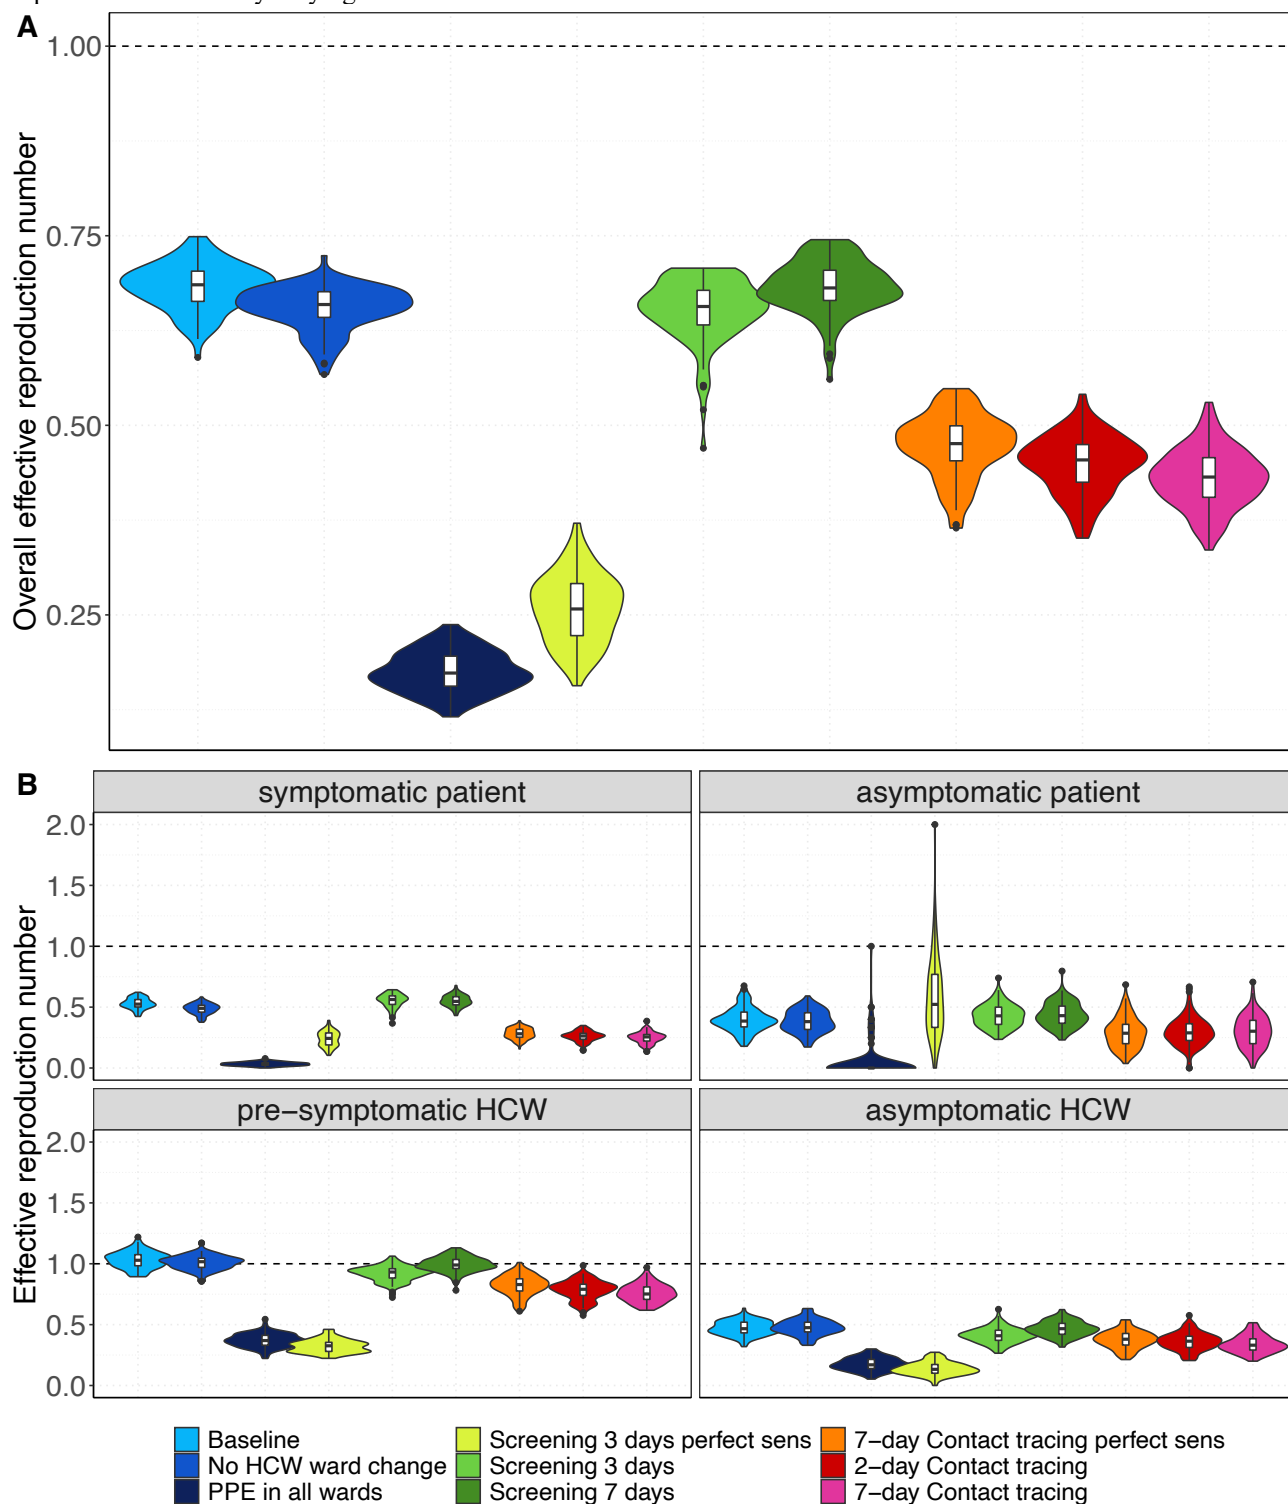 A
Overall effective reproduction number
1.00
0.75
0.50
0.25
B
symptomatic patient
asymptomatic patient
Effective reproduction number
2.0
1.5
1.0
0.5
0.0
pre−symptomatic HCW
asymptomatic HCW
2.0
1.5
1.0
0.5
0.0
Baseline
No HCW ward change
PPE in all wards
Screening 3 days perfect sens
Screening 3 days
Screening 7 days
7−day Contact tracing perfect sens
2−day Contact tracing
7−day Contact tracing